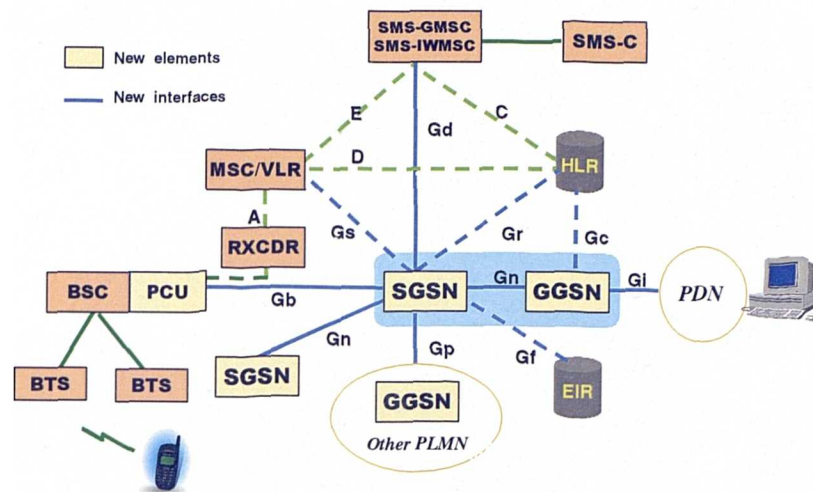 SMS-GMSC
SMS-IWMSC
SMS-C
New elements
New interfaces
E
C
Gd
MSC/VLR
D
HLR
A
Gs
Gr
Gc
RXCDR
BSC
PCU
Gb
SGSN
Gn
GGSN
Gi
PDN
Gn
Gp
Gf
BTS
BTS
SGSN
GGSN
EIR
Other PLMN